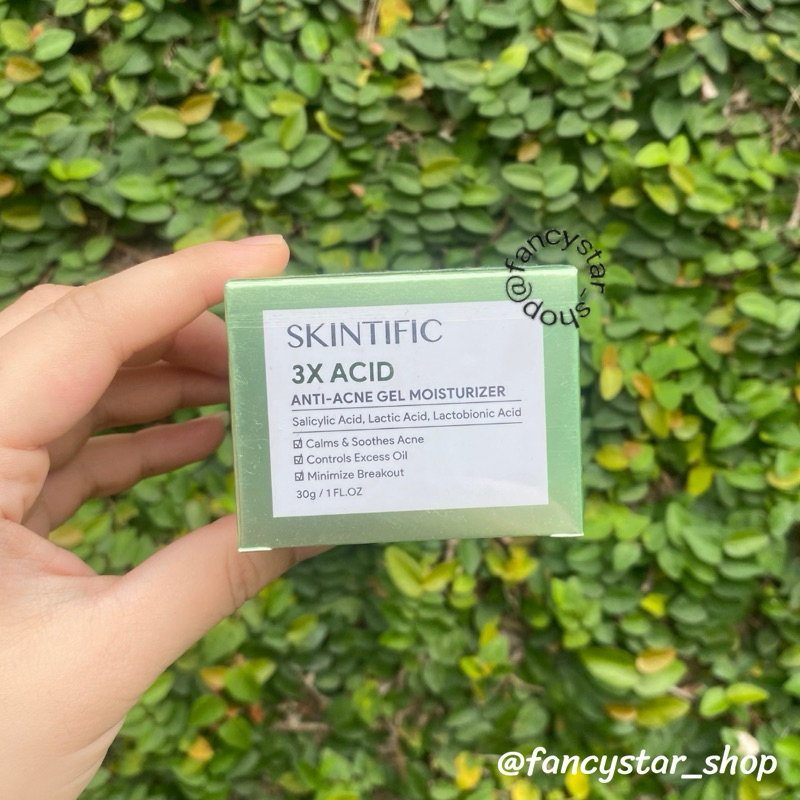 @fancystar_shop
SKINTIFIC
3X ACID
ANTI-ACNE GEL MOISTURIZER
Salicylic Acid, Lactic Acid, Lactobionic Acid
☑ Calms & Soothes Acne
☑ Controls Excess Oil
☑ Minimize Breakout
30g / 1 FL.OZ
@fancystar_shop